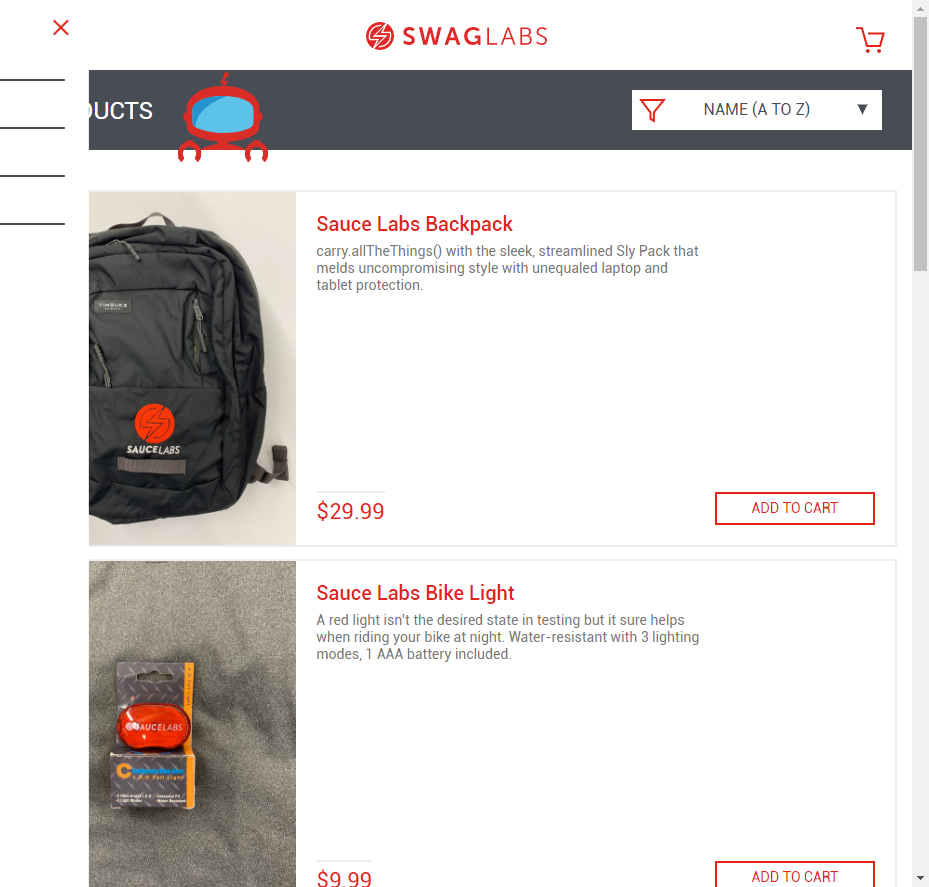 SWAGLABS
DUCTS
NAME (A TO Z)
Sauce Labs Backpack
carry.allTheThings() with the sleek, streamlined Sly Pack that
melds uncompromising style with unequaled laptop and
tablet protection.
TIMBUK2
SAUCELABS
$29.99
ADD TO CART
Sauce Labs Bike Light
A red light isn't the desired state in testing but it sure helps
when riding your bike at night. Water-resistant with 3 lighting
modes, 1 AAA battery included.
SAUCELABS
L.E.D Tail Light
$9.99
ADD TO CART